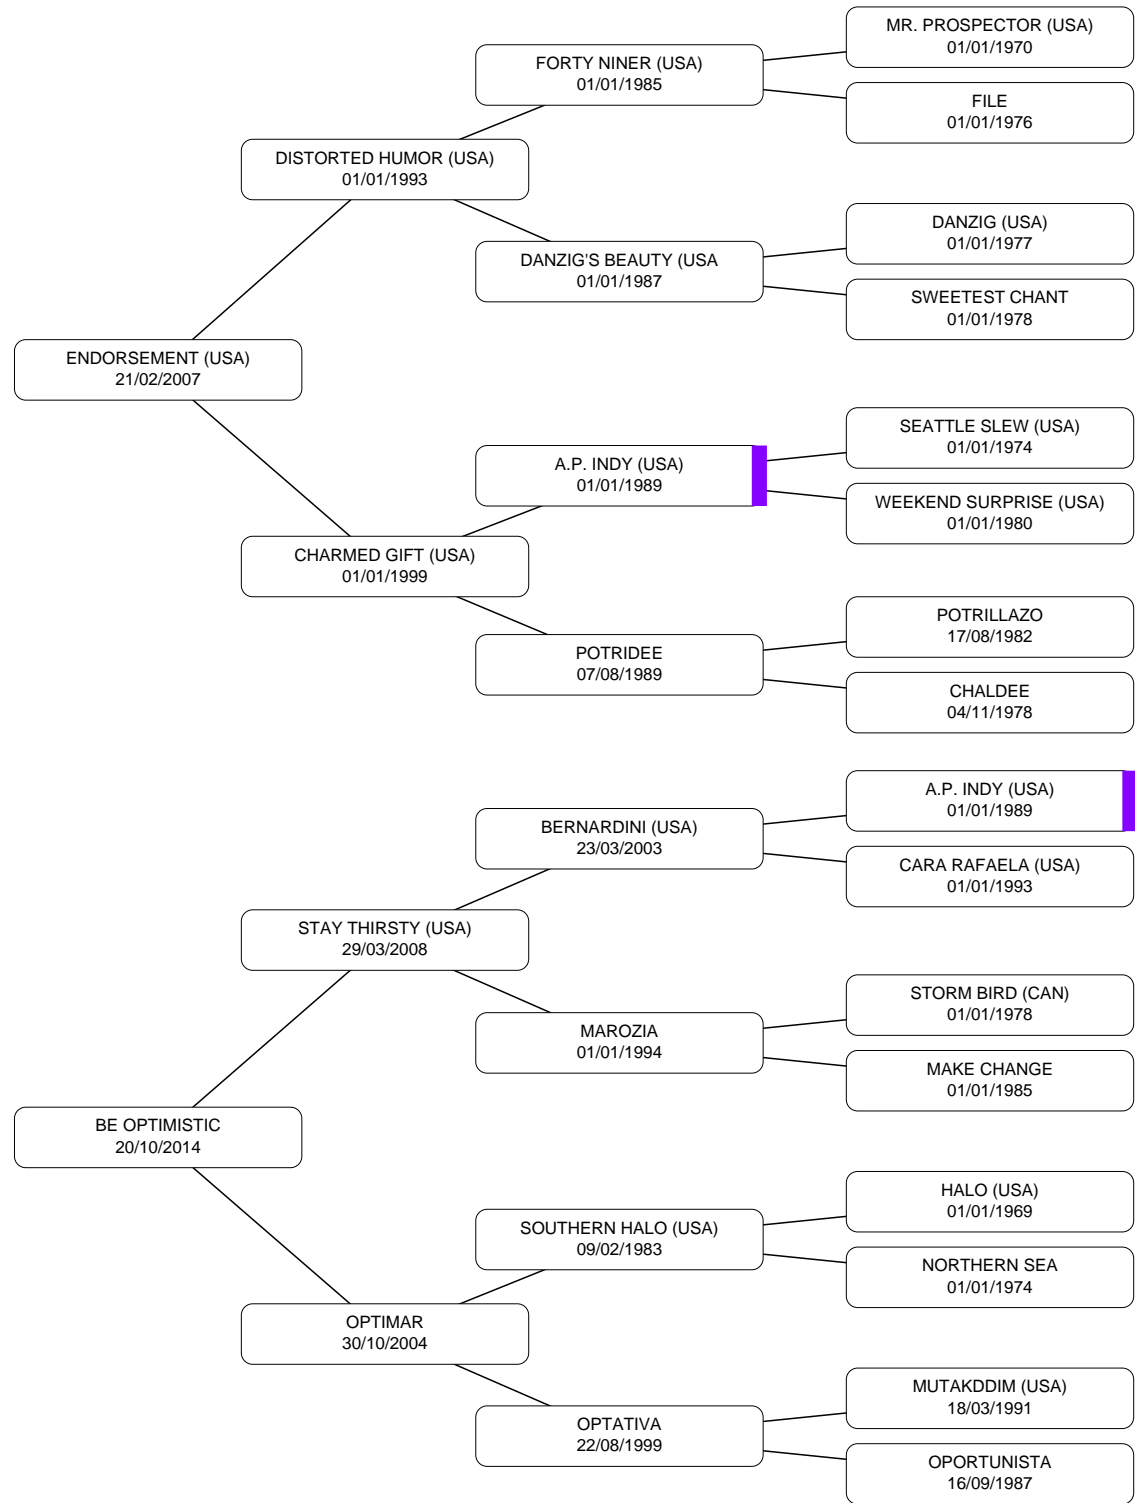 MR. PROSPECTOR (USA)
01/01/1970
FORTY NINER (USA)
01/01/1985
FILE
01/01/1976
DISTORTED HUMOR (USA)
01/01/1993
DANZIG (USA)
01/01/1977
DANZIG'S BEAUTY (USA
01/01/1987
SWEETEST CHANT
01/01/1978
ENDORSEMENT (USA)
21/02/2007
SEATTLE SLEW (USA)
01/01/1974
A.P. INDY (USA)
01/01/1989
WEEKEND SURPRISE (USA)
01/01/1980
CHARMED GIFT (USA)
01/01/1999
POTRILLAZO
17/08/1982
POTRIDEE
07/08/1989
CHALDEE
04/11/1978
A.P. INDY (USA)
01/01/1989
BERNARDINI (USA)
23/03/2003
CARA RAFAELA (USA)
01/01/1993
STAY THIRSTY (USA)
29/03/2008
STORM BIRD (CAN)
01/01/1978
MAROZIA
01/01/1994
MAKE CHANGE
01/01/1985
BE OPTIMISTIC
20/10/2014
HALO (USA)
01/01/1969
SOUTHERN HALO (USA)
09/02/1983
NORTHERN SEA
01/01/1974
OPTIMAR
30/10/2004
MUTAKDDIM (USA)
18/03/1991
OPTATIVA
22/08/1999
OPORTUNISTA
16/09/1987